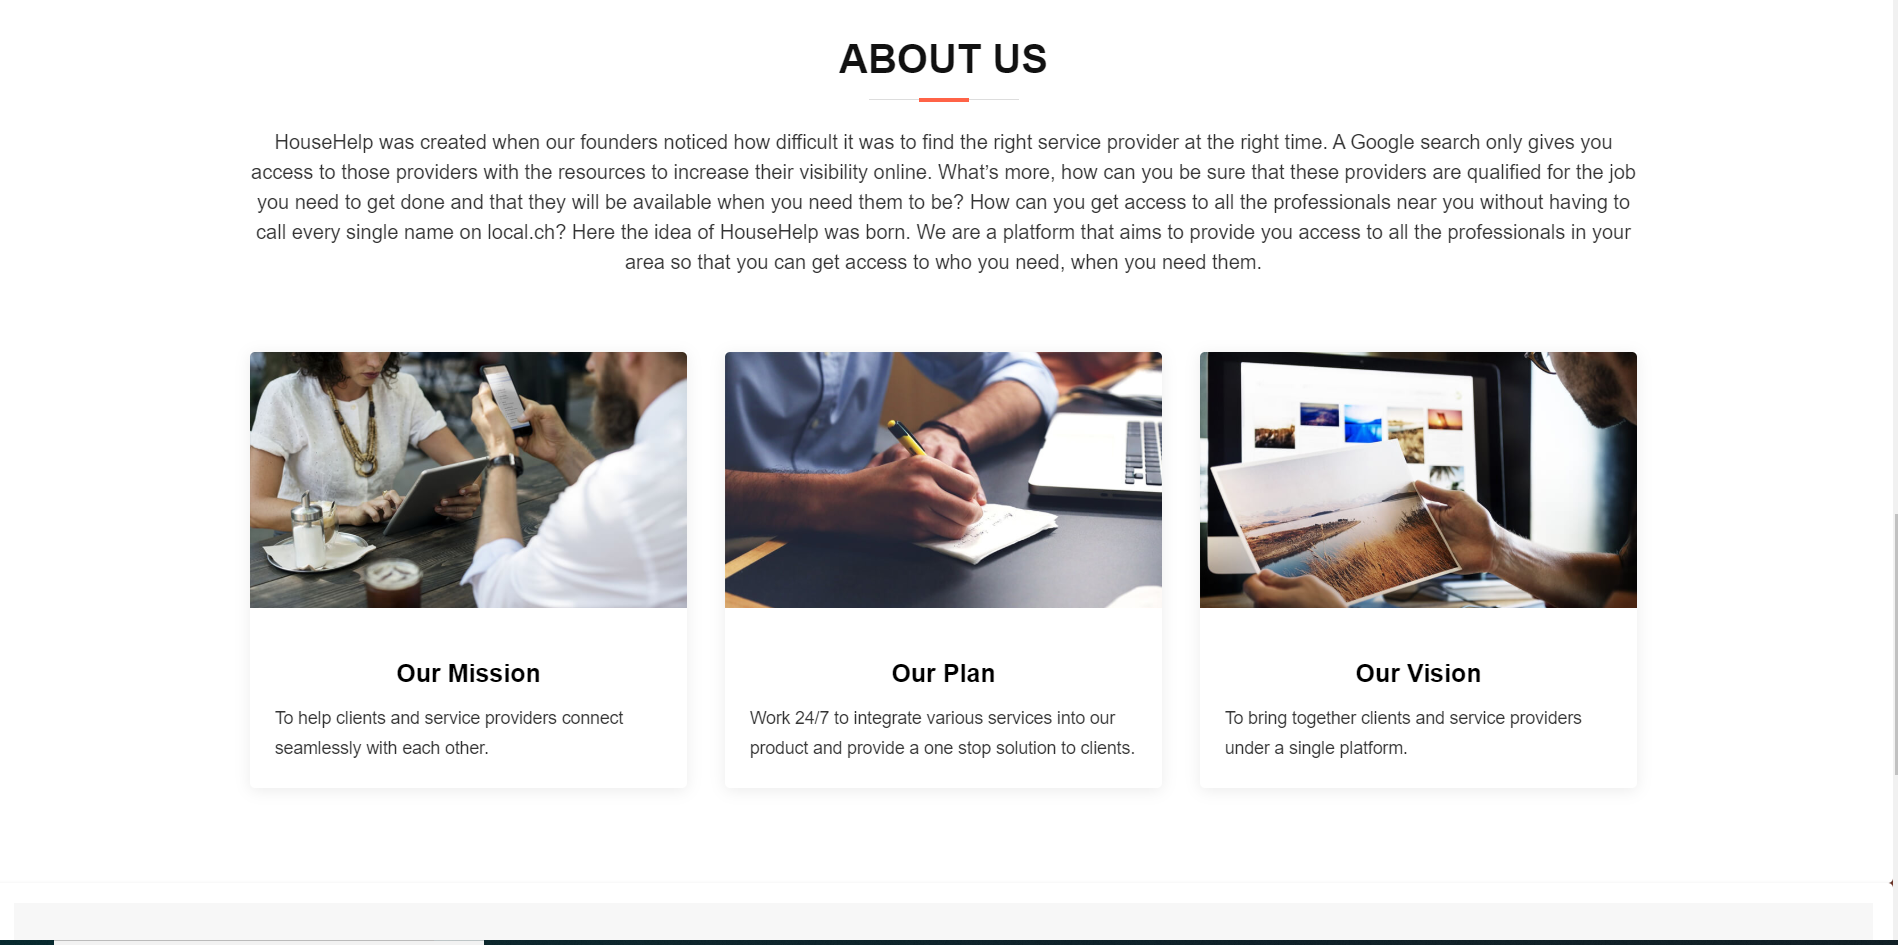 ABOUT US
HouseHelp was created when our founders noticed how difficult it was to find the right service provider at the right time. A Google search only gives you
access to those providers with the resources to increase their visibility online. What’s more, how can you be sure that these providers are qualified for the job
you need to get done and that they will be available when you need them to be? How can you get access to all the professionals near you without having to
call every single name on local.ch? Here the idea of HouseHelp was born. We are a platform that aims to provide you access to all the professionals in your
area so that you can get access to who you need, when you need them.
Our Mission
To help clients and service providers connect
seamlessly with each other.
Our Plan
Work 24/7 to integrate various services into our
product and provide a one stop solution to clients.
Our Vision
To bring together clients and service providers
under a single platform.